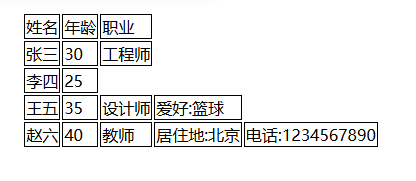 姓名 年龄 职业
张三 30 工程师
李四 25
王五 35 设计师 爱好:篮球
赵六 40 教师 居住地:北京 电话:1234567890